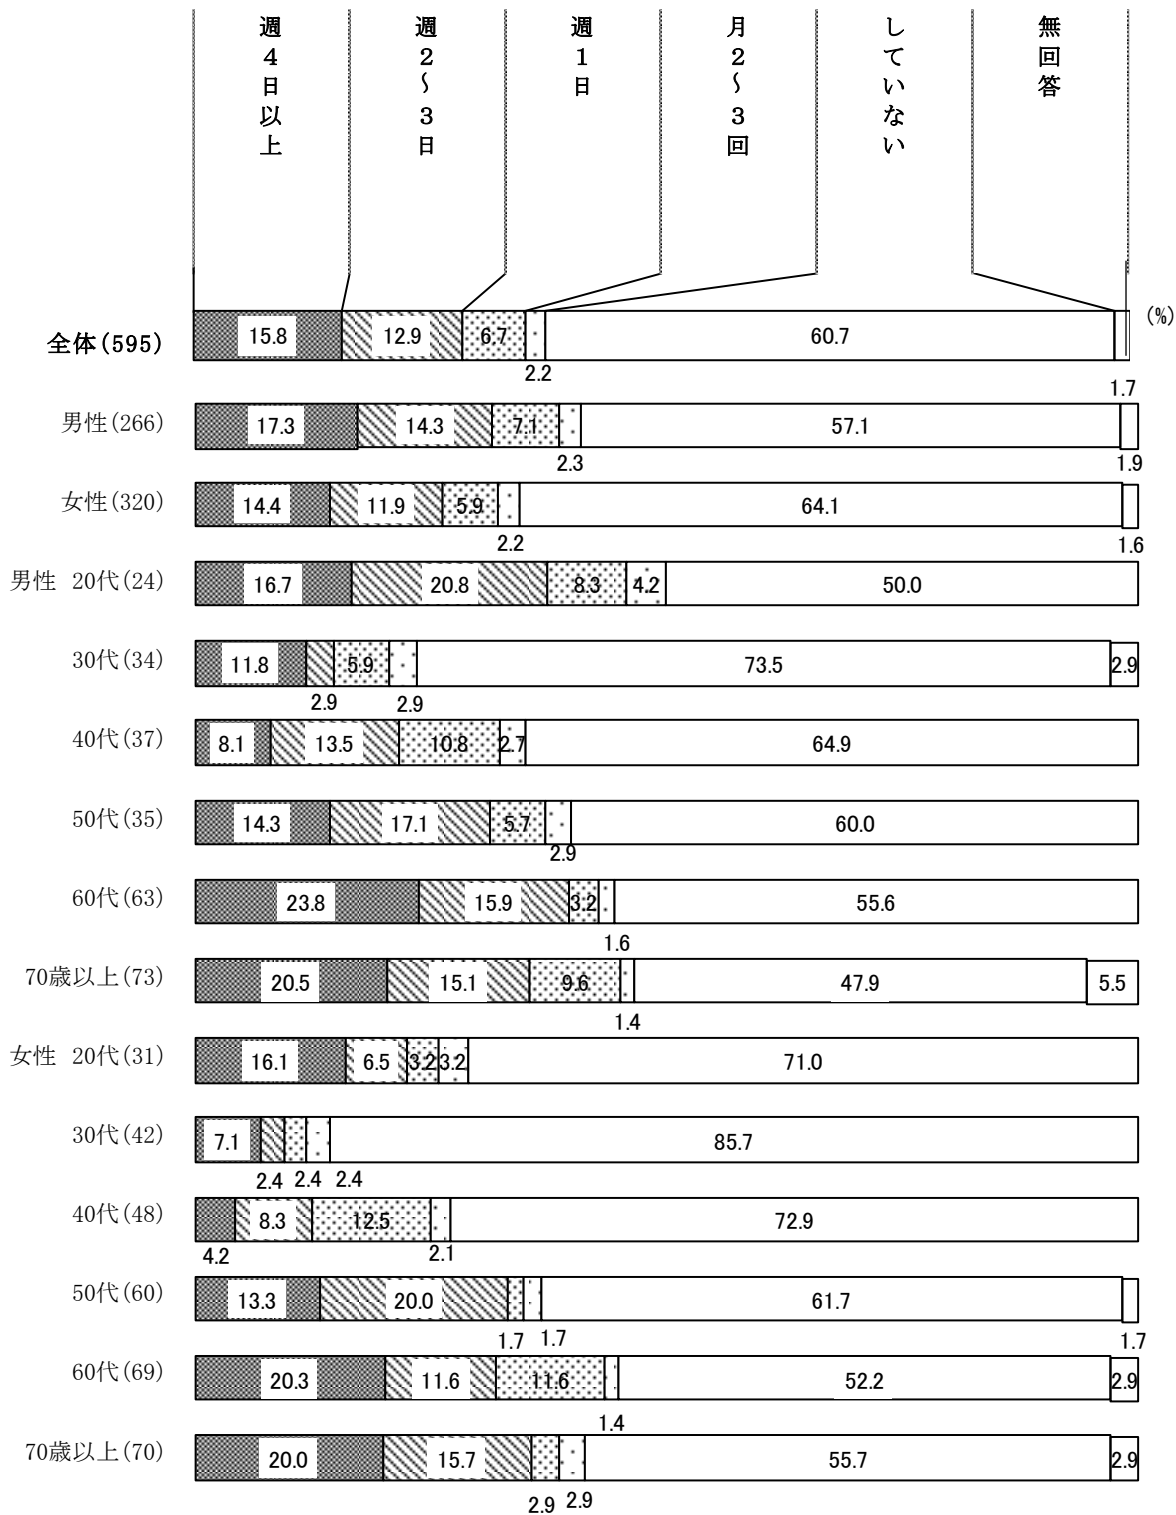 週4日以上
週2～3日
週1日
月2～3回
していない
無回答
(%)
全体(595) 15.8 12.9 6.7 2.2 60.7 1.7
男性(266) 17.3 14.3 7.1 2.3 57.1 1.9
女性(320) 14.4 11.9 5.9 2.2 64.1 1.6
男性 20代(24) 16.7 20.8 8.3 4.2 50.0
30代(34) 11.8 2.9 5.9 2.9 73.5 2.9
40代(37) 8.1 13.5 10.8 2.7 64.9
50代(35) 14.3 17.1 5.7 2.9 60.0
60代(63) 23.8 15.9 3.2 1.6 55.6
70歳以上(73) 20.5 15.1 9.6 1.4 47.9 5.5
女性 20代(31) 16.1 6.5 3.2 3.2 71.0
30代(42) 7.1 2.4 2.4 2.4 85.7
40代(48) 4.2 8.3 12.5 2.1 72.9
50代(60) 13.3 20.0 1.7 1.7 61.7 1.7
60代(69) 20.3 11.6 11.6 1.4 52.2 2.9
70歳以上(70) 20.0 15.7 2.9 2.9 55.7 2.9